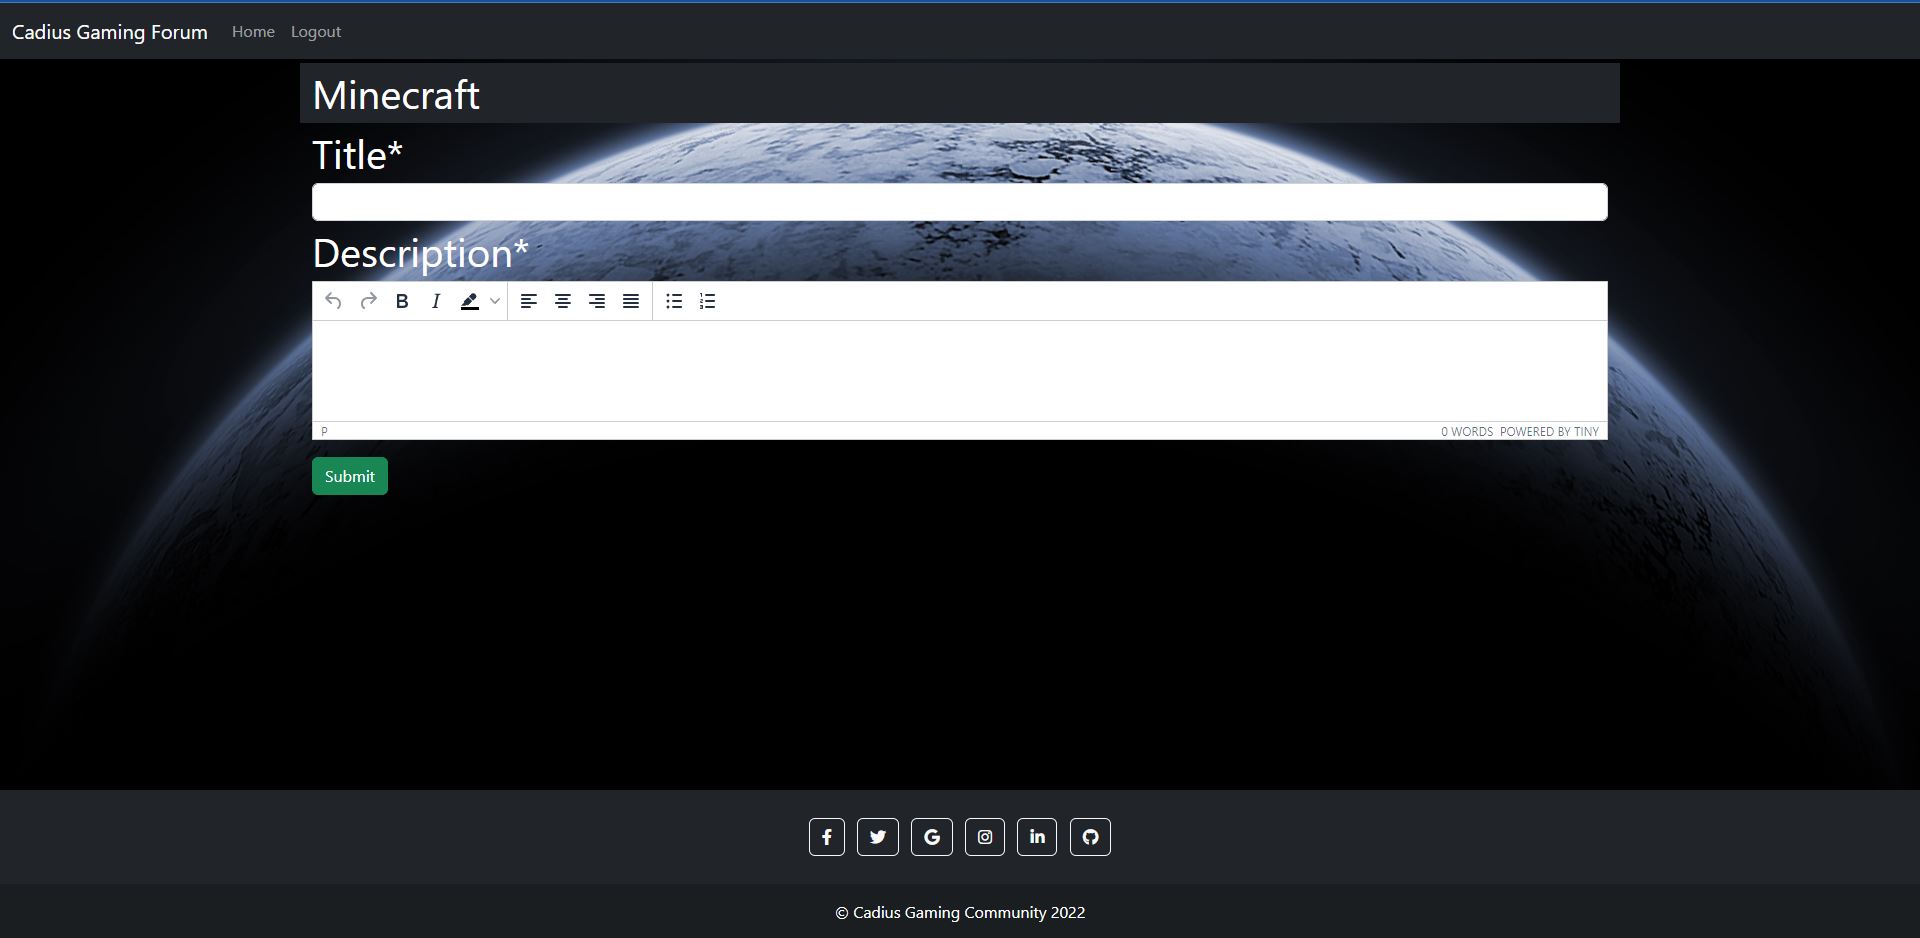 Cadius Gaming Forum Home Logout
Minecraft
Title*
Description*
P 0 WORDS POWERED BY TINY
Submit
© Cadius Gaming Community 2022